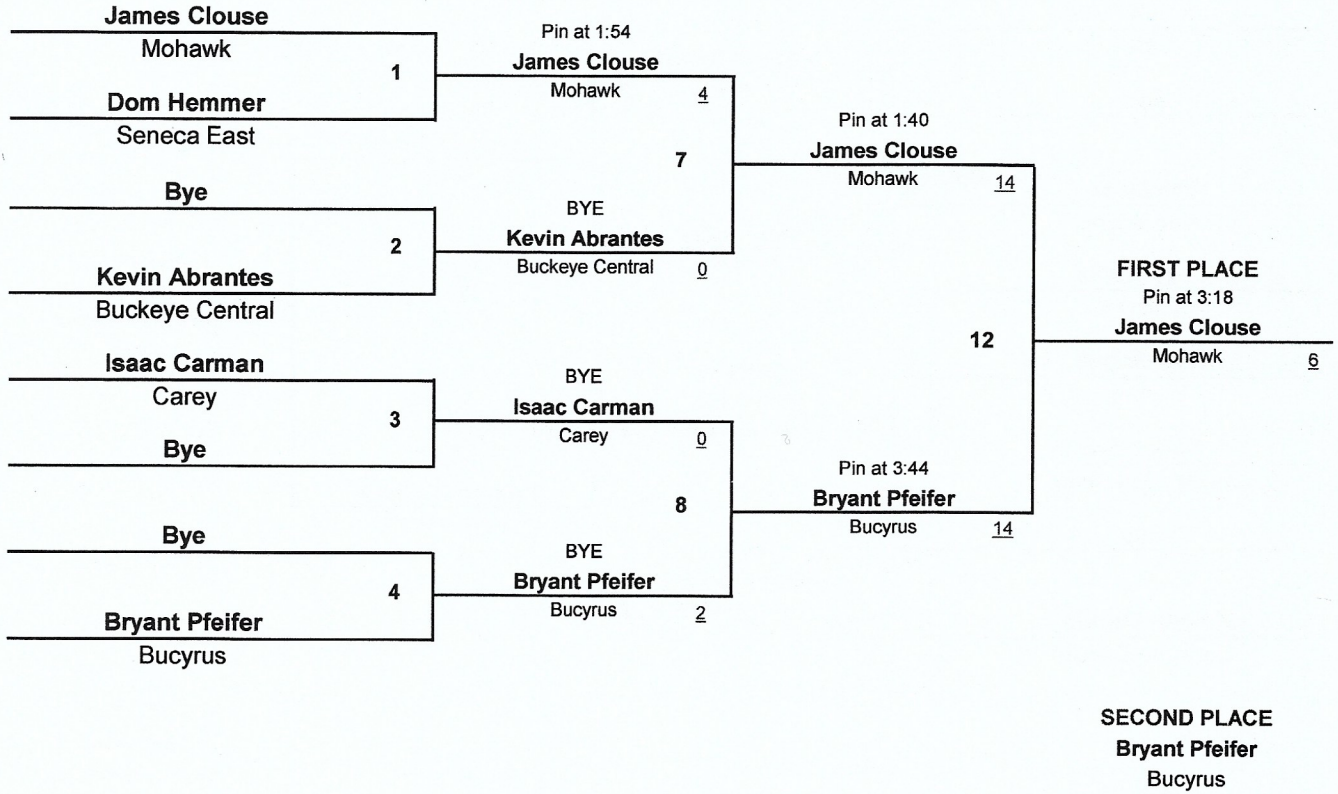 James Clouse
Mohawk
1
Dom Hemmer
Seneca East
Bye
2
Kevin Abrantes
Buckeye Central
Isaac Carman
Carey
3
Bye
Bye
4
Bryant Pfeifer
Bucyrus
Pin at 1:54
James Clouse
Mohawk 4
7
BYE
Kevin Abrantes
Buckeye Central 0
BYE
Isaac Carman
Carey 0
8
BYE
Bryant Pfeifer
Bucyrus 2
Pin at 1:40
James Clouse
Mohawk 14
12
Pin at 3:44
Bryant Pfeifer
Bucyrus 14
FIRST PLACE
Pin at 3:18
James Clouse
Mohawk 6
SECOND PLACE
Bryant Pfeifer
Bucyrus